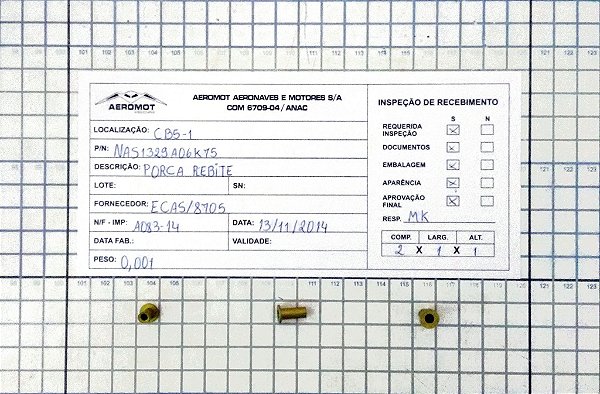 AEROMOT
AEROMOT AERONAVES E MOTORES S/A
COM 6709-04/ANAC
LOCALIZAÇÃO: CB5-1
P/N: NAS1329A06K75
DESCRIÇÃO: PORCA REBITE
LOTE: SN:
FORNECEDOR: ECAS/8705
N/F - IMP: A083-14 DATA: 13/11/2014
DATA FAB.: VALIDADE:
PESO: 0,001
INSPEÇÃO DE RECEBIMENTO
S N
REQUERIDA INSPEÇÃO
DOCUMENTOS
EMBALAGEM
APARÊNCIA
APROVAÇÃO FINAL
RESP. MK
COMP. LARG. ALT.
2 X 1 X 1